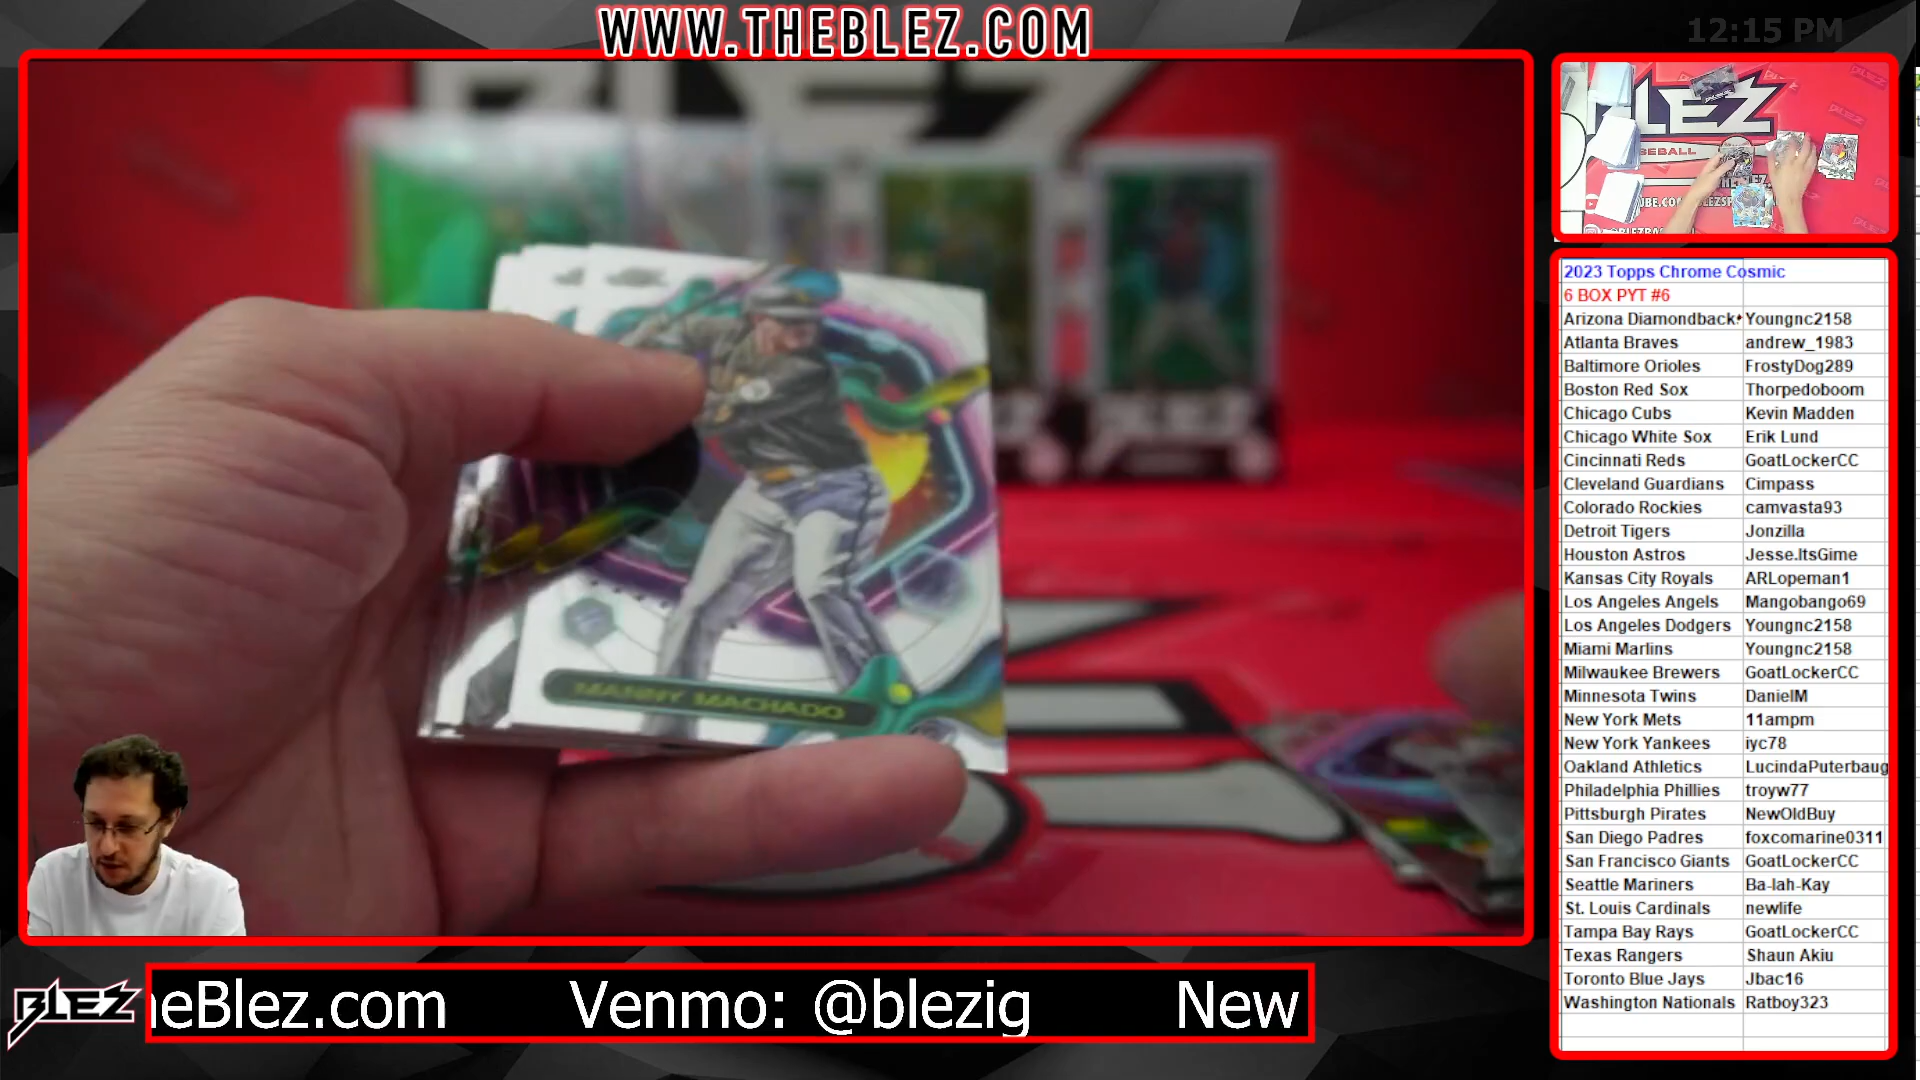 WWW.THEBLEZ.COM
12:15 PM
BLEZ
MANNY MACHADO
LEZ
2023 Topps Chrome Cosmic
6 BOX PYT #6
Arizona Diamondback Youngnc2158
Atlanta Braves andrew_1983
Baltimore Orioles FrostyDog289
Boston Red Sox Thorpedoboom
Chicago Cubs Kevin Madden
Chicago White Sox Erik Lund
Cincinnati Reds GoatLockerCC
Cleveland Guardians Cimpass
Colorado Rockies camvasta93
Detroit Tigers Jonzilla
Houston Astros Jesse.ItsGime
Kansas City Royals ARLopeman1
Los Angeles Angels Mangobango69
Los Angeles Dodgers Youngnc2158
Miami Marlins Youngnc2158
Milwaukee Brewers GoatLockerCC
Minnesota Twins DanielM
New York Mets 11ampm
New York Yankees iyc78
Oakland Athletics LucindaPuterbaug
Philadelphia Phillies troyw77
Pittsburgh Pirates NewOldBuy
San Diego Padres foxcomarine0311
San Francisco Giants GoatLockerCC
Seattle Mariners Ba-lah-Kay
St. Louis Cardinals newlife
Tampa Bay Rays GoatLockerCC
Texas Rangers Shaun Akiu
Toronto Blue Jays Jbac16
Washington Nationals Ratboy323
BLEZ
heBlez.com Venmo: @blezig New